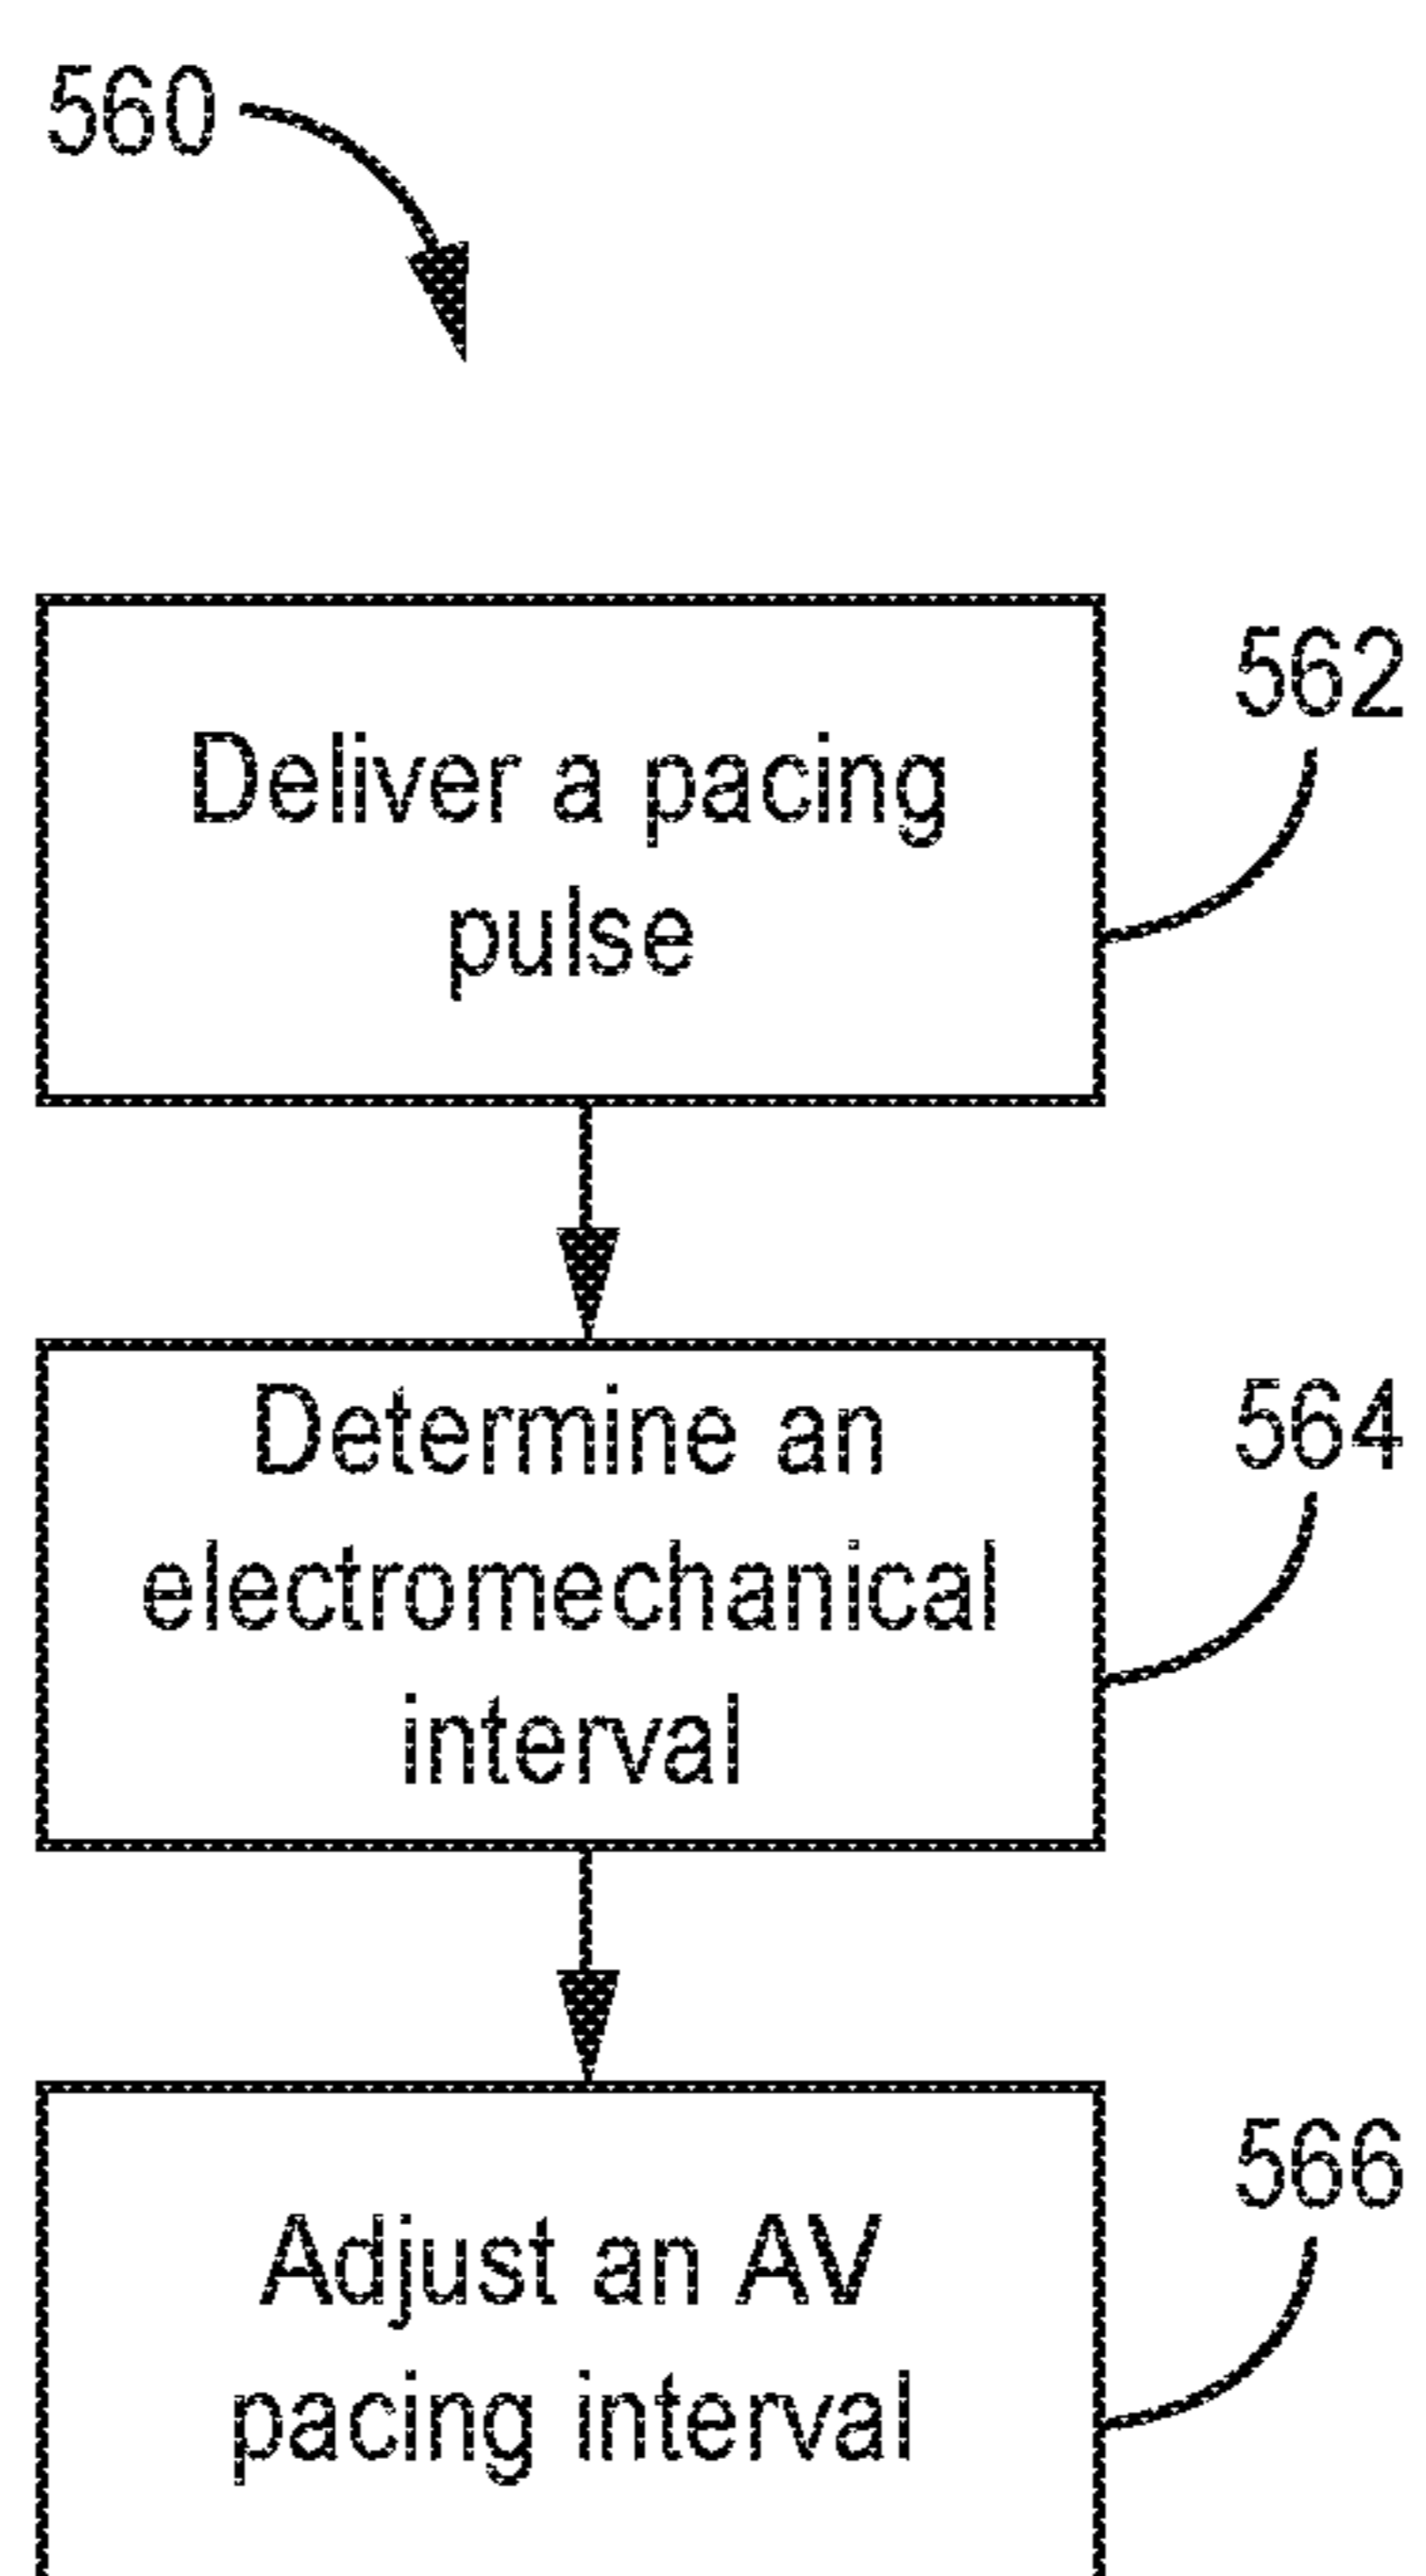 560
Deliver a pacing
pulse
562
Determine an
electromechanical
interval
564
Adjust an AV
pacing interval
566